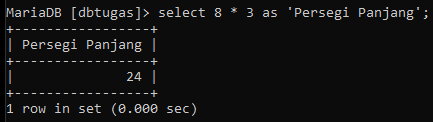 MariaDB [dbtugas]> select 8 * 3 as 'Persegi Panjang';
+-----------------+
| Persegi Panjang |
+-----------------+
|              24 |
+-----------------+
1 row in set (0.000 sec)